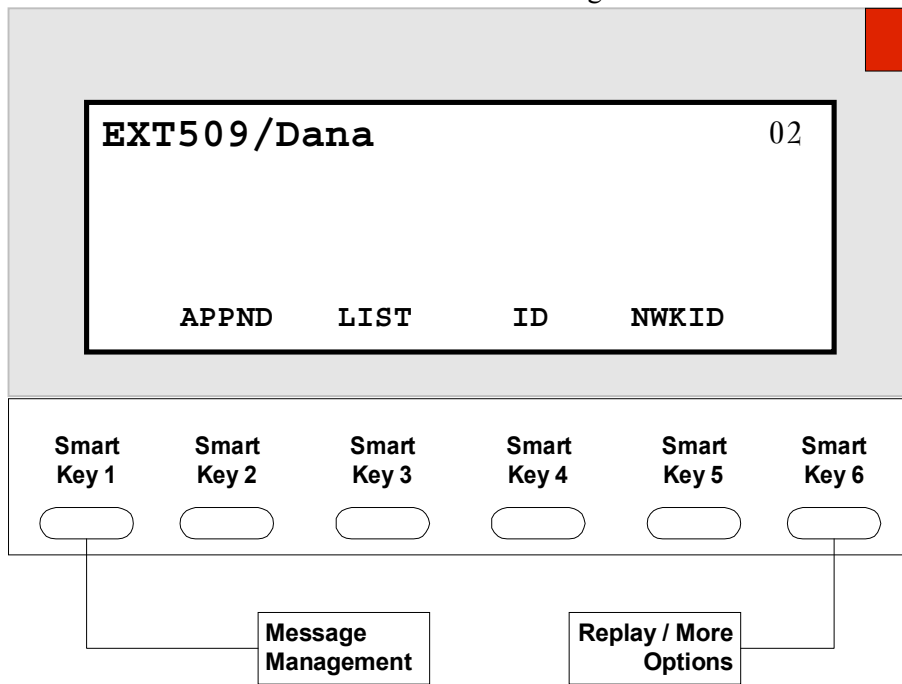 EXT509/Dana 02
APPND LIST ID NWKID
Smart Key 1
Smart Key 2
Smart Key 3
Smart Key 4
Smart Key 5
Smart Key 6
Message
Management
Replay / More
Options